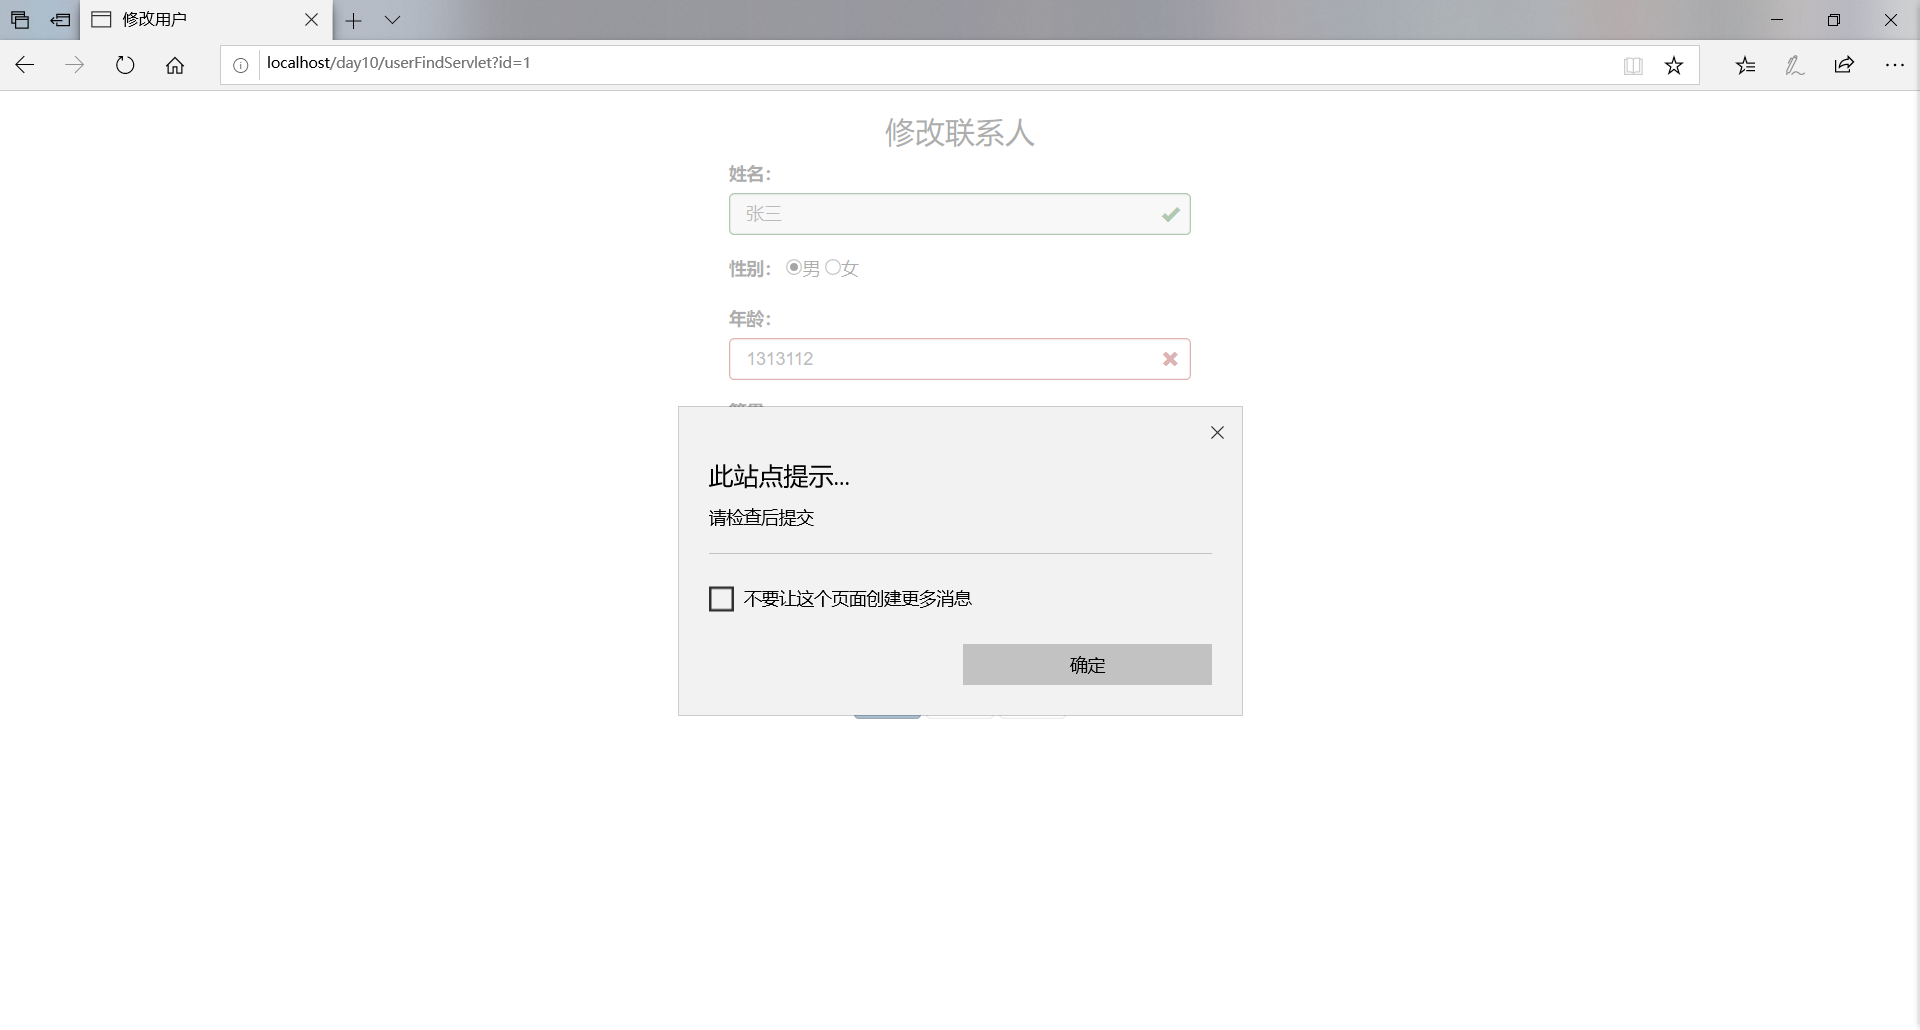 修改用户
localhost/day10/userFindServlet?id=1
修改联系人
姓名：
张三
性别： 男 女
年龄：
1313112
此站点提示...
请检查后提交
不要让这个页面创建更多消息
确定